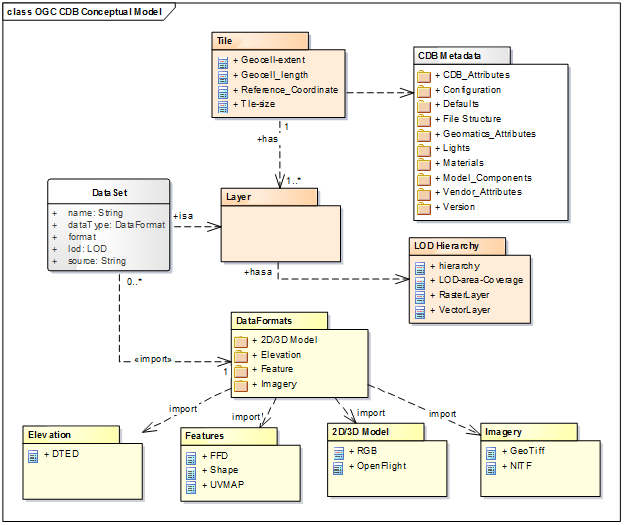 class OGC CDB Conceptual Model
Tile
+ Geocell-extent
+ Geocell_length
+ Reference_Coordinate
+ Tile-size
CDBMetadata
+ CDB_Attributes
+ Configuration
+ Defaults
+ File Structure
+ Geomatics_Attributes
+ Lights
+ Materials
+ Model_Components
+ Vendor_Attributes
+ Version
1
+has
1..*
DataSet
+ name: String
+ dataType: DataFormat
+ format
+ lod: LOD
+ source: String
+isa
Layer
+hasa
LOD Hierarchy
+ hierarchy
+ LOD-area-Coverage
+ RasterLayer
+ VectorLayer
0..*
«import»
1
DataFormats
+ 2D/3D Model
+ Elevation
+ Feature
+ Imagery
import
import
import
import
Elevation
+ DTED
Features
+ FFD
+ Shape
+ UVMAP
2D/3D Model
+ RGB
+ OpenFlight
Imagery
+ GeoTiff
+ NITF